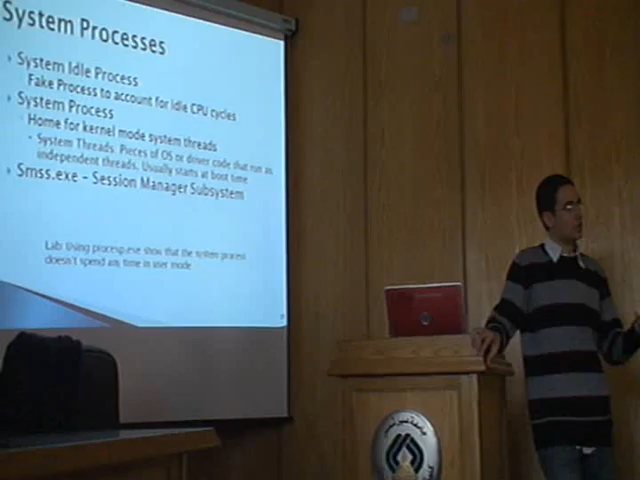 System Processes
System Idle Process
Fake Process to account for Idle CPU cycles
System Process
Home for kernel mode system threads
System Threads: Pieces of OS or driver code that run as
independent threads. Usually starts at boot time
Smss.exe – Session Manager Subsystem
Lab: Using procexp.exe show that the system process
doesn't spend any time in user mode